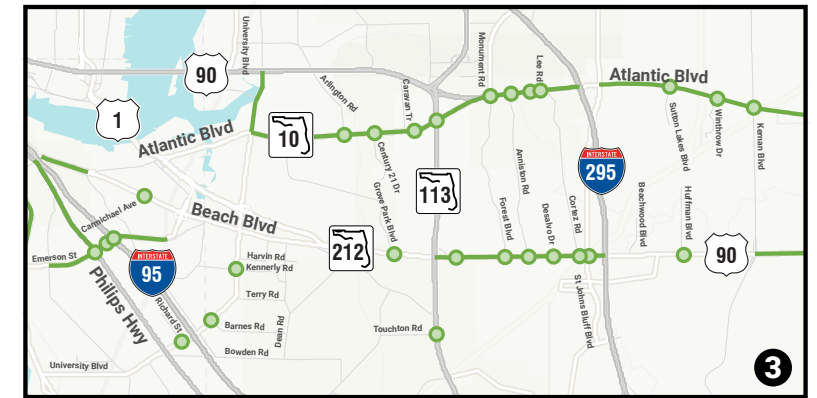 University Blvd
90
1
Atlantic Blvd
10
Arlington Rd
Caravan Tr
Monument Rd
Lee Rd
Atlantic Blvd
Sutton Lakes Blvd
Winthrow Dr
Kernan Blvd
Century 21 Dr
Grove Park Blvd
113
Anniston Rd
Forest Blvd
Desalvo Dr
Cortez Rd
INTERSTATE
295
Beachwood Blvd
Huffman Blvd
90
Carmichael Ave
Beach Blvd
212
Emerson St
INTERSTATE
95
Philips Hwy
Richard St
Harvin Rd
Kennerly Rd
Terry Rd
Barnes Rd
Dean Rd
Bowden Rd
University Blvd
Touchton Rd
St Johns Bluff Blvd
3